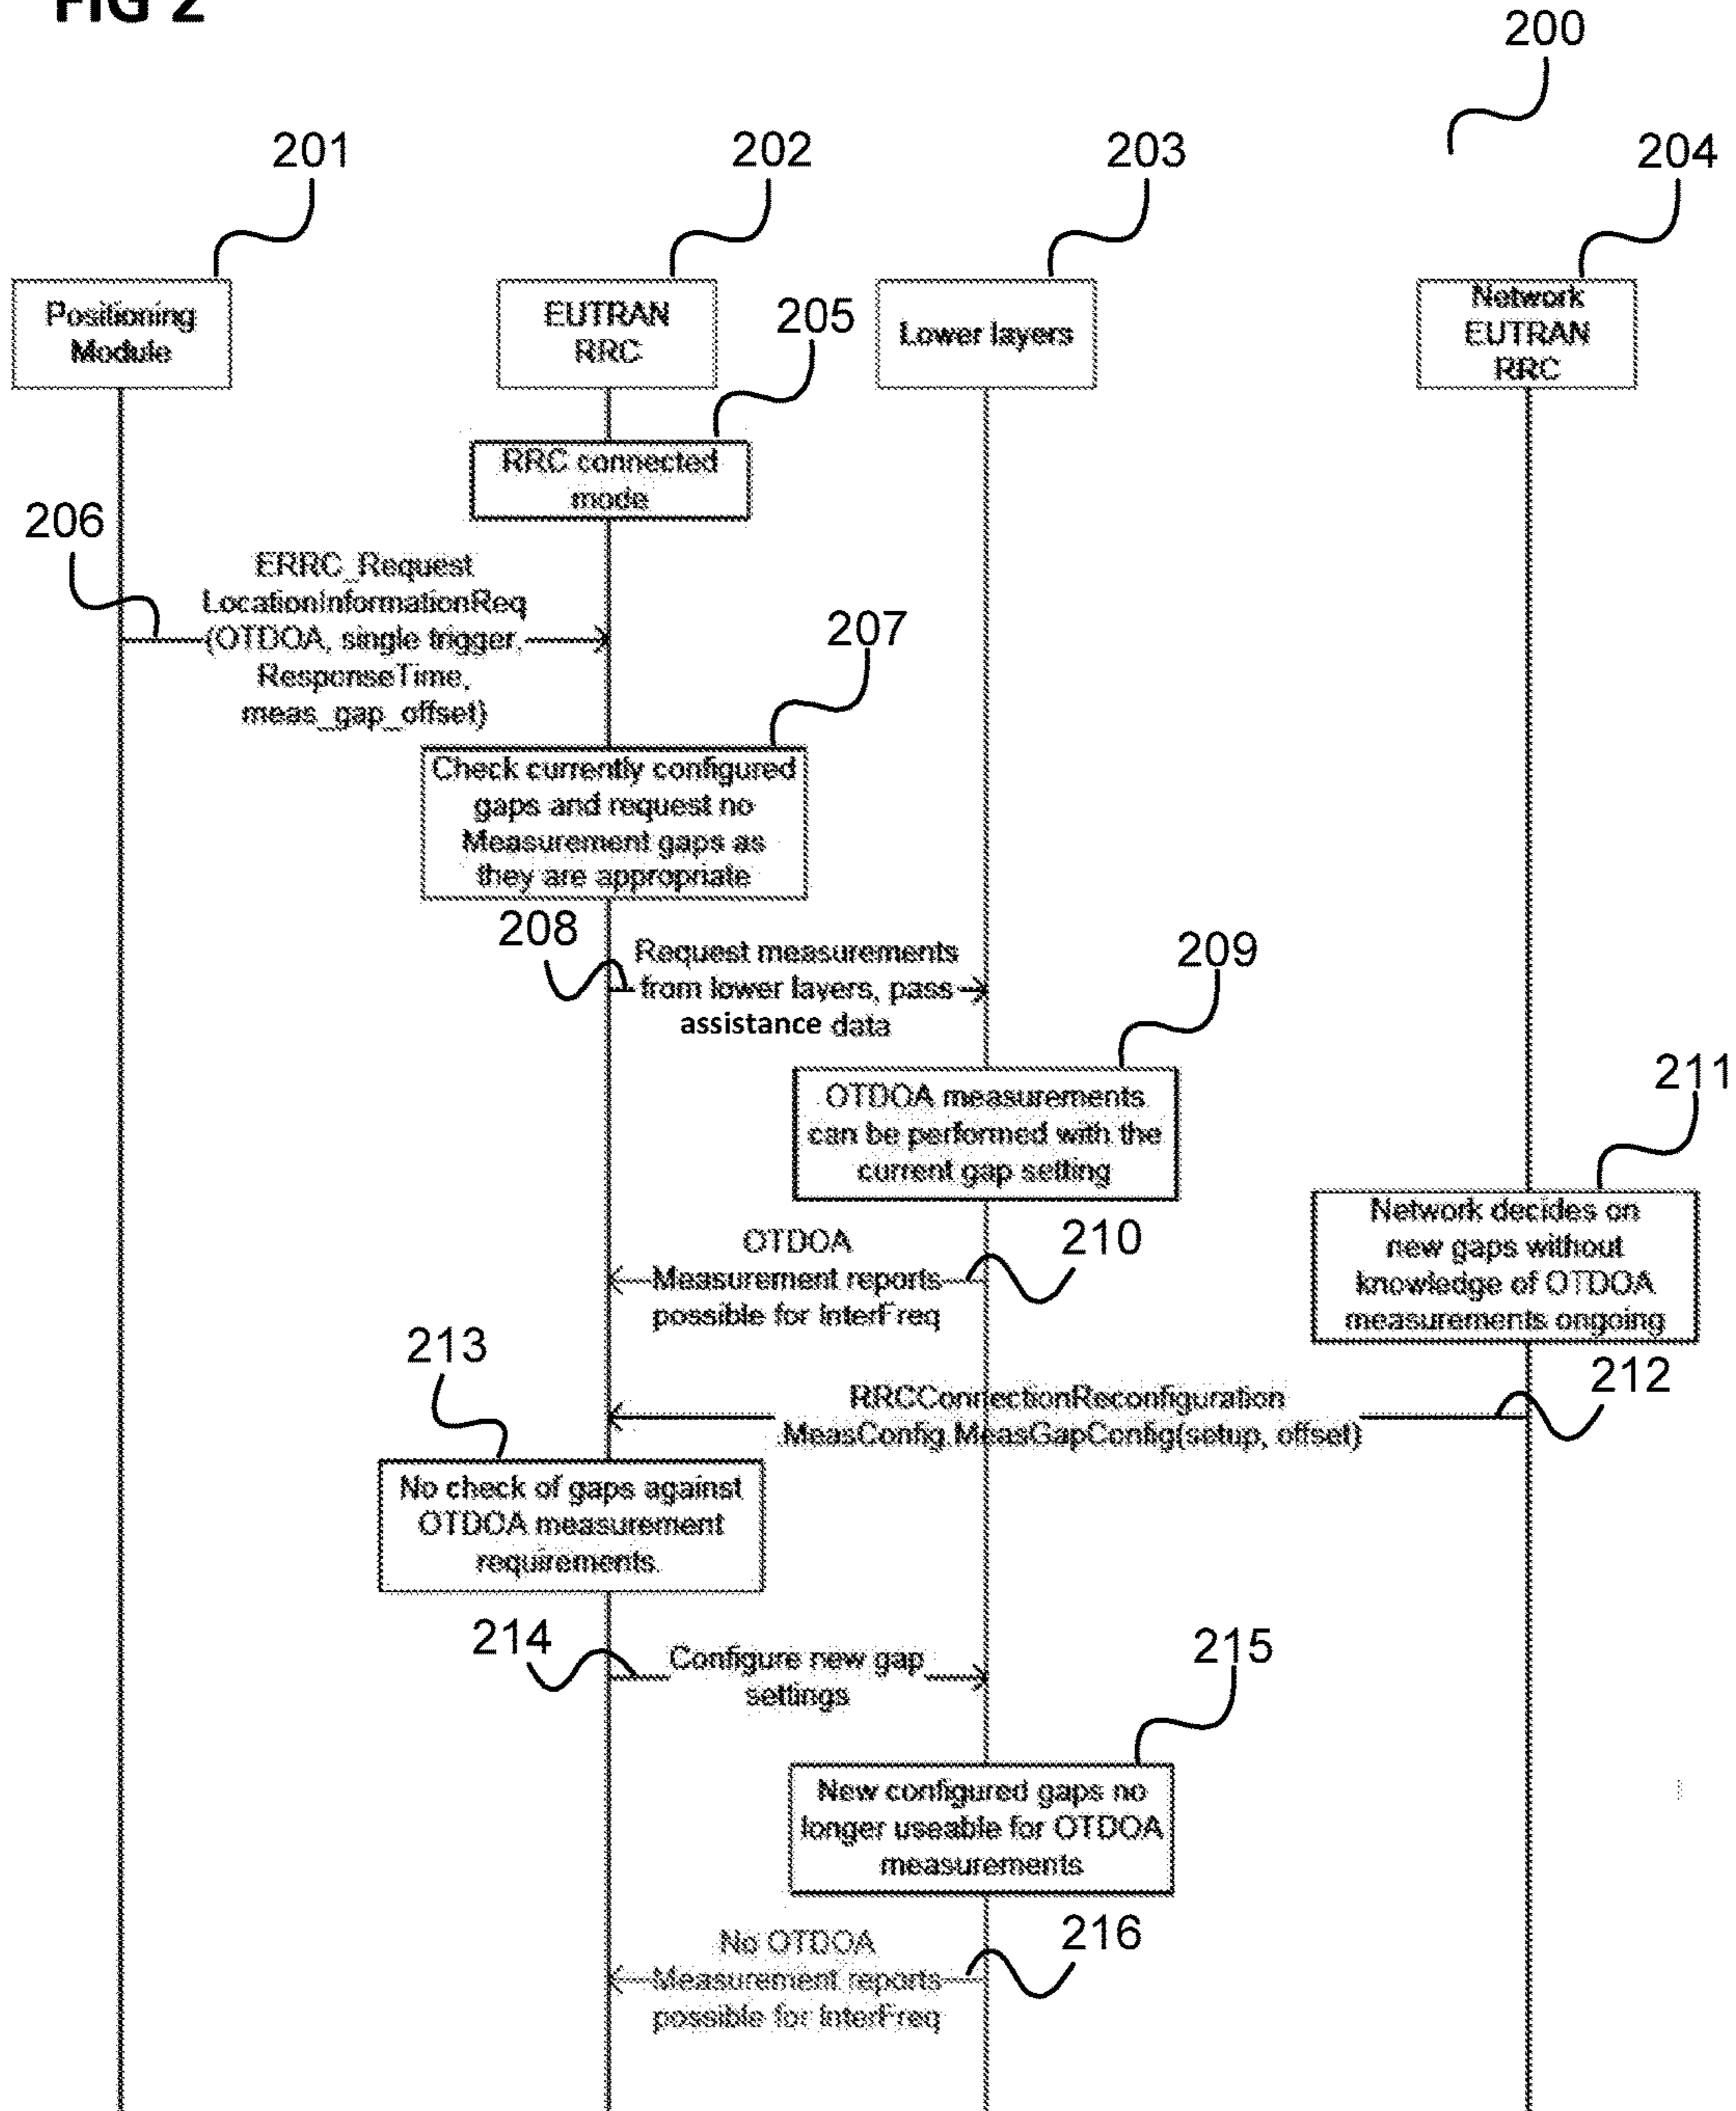 FIG 2
200
201
202
203
204
Positioning
Module
EUTRAN
RRC
Lower layers
Network
EUTRAN
RRC
205
RRC connected
mode
206
ERRC_Request
LocationInformationReq
(OTDOA, single trigger,
ResponseTime,
meas_gap_offset)
207
Check currently configured
gaps and request no
Measurement gaps as
they are appropriate
208
Request measurements
from lower layers, pass
assistance data
209
OTDOA measurements
can be performed with the
current gap setting
210
OTDOA
Measurement reports
possible for InterFreq
211
Network decides on
new gaps without
knowledge of OTDOA
measurements ongoing
212
RRCConnectionReconfiguration
.MeasConfig.MeasGapConfig(setup, offset)
213
No check of gaps against
OTDOA measurement
requirements.
214
Configure new gap
settings
215
New configured gaps no
longer useable for OTDOA
measurements
216
No OTDOA
Measurement reports
possible for InterFreq